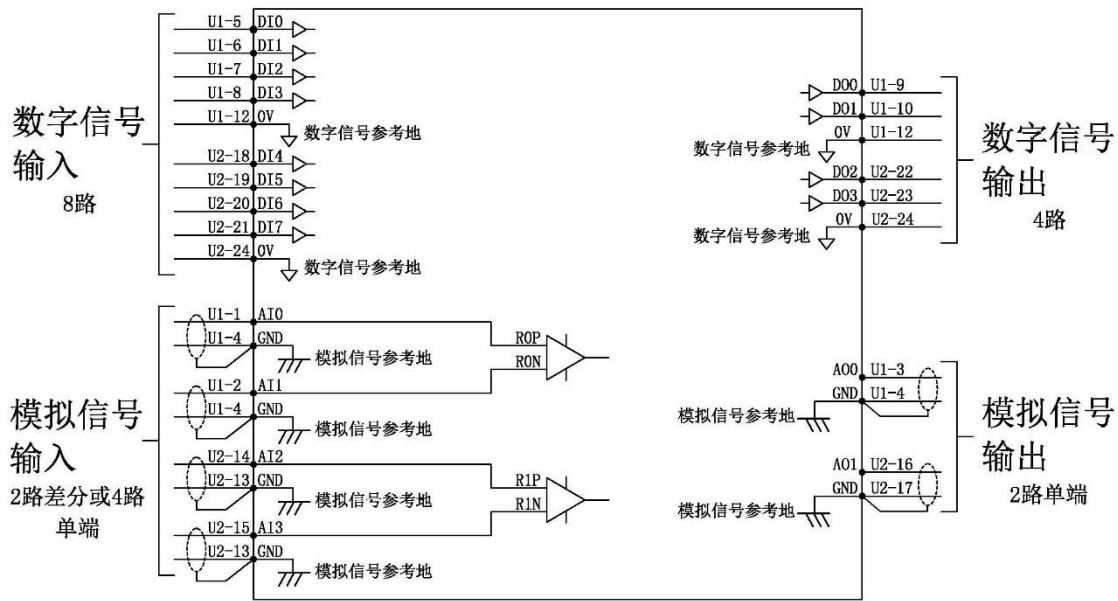 数字信号
输入
8路
U1-5 DI0
U1-6 DI1
U1-7 DI2
U1-8 DI3
U1-12 0V
数字信号参考地
U2-18 DI4
U2-19 DI5
U2-20 DI6
U2-21 DI7
U2-24 0V
数字信号参考地
模拟信号
输入
2路差分或4路
单端
U1-1 AI0
U1-4 GND
模拟信号参考地
U1-2 AI1
U1-4 GND
模拟信号参考地
R0P
R0N
U2-14 AI2
U2-13 GND
模拟信号参考地
U2-15 AI3
U2-13 GND
模拟信号参考地
R1P
R1N
DO0 U1-9
DO1 U1-10
0V U1-12
数字信号参考地
DO2 U2-22
DO3 U2-23
0V U2-24
数字信号参考地
数字信号
输出
4路
AO0 U1-3
GND U1-4
模拟信号参考地
AO1 U2-16
GND U2-17
模拟信号参考地
模拟信号
输出
2路单端